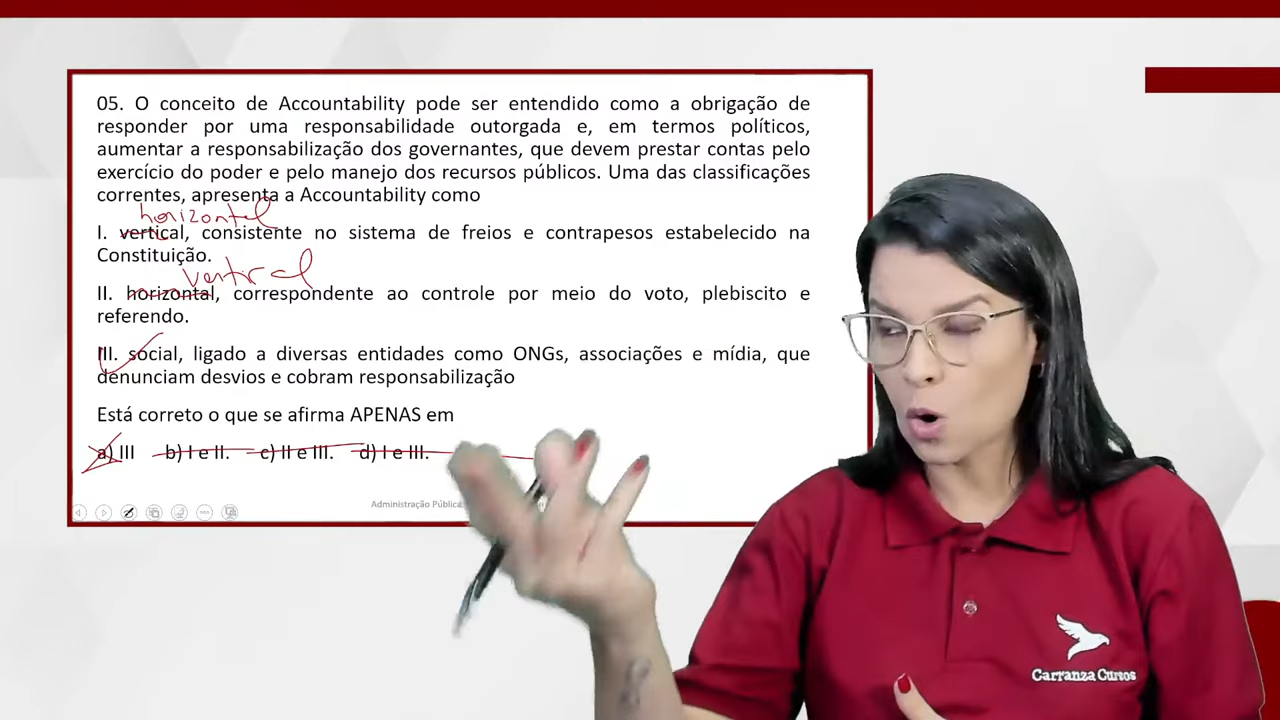 05. O conceito de Accountability pode ser entendido como a obrigação de
responder por uma responsabilidade outorgada e, em termos políticos,
aumentar a responsabilização dos governantes, que devem prestar contas pelo
exercício do poder e pelo manejo dos recursos públicos. Uma das classificações
correntes, apresenta a Accountability como
horizontal
I. vertical, consistente no sistema de freios e contrapesos estabelecido na
Constituição.
vertical
II. horizontal, correspondente ao controle por meio do voto, plebiscito e
referendo.
III. social, ligado a diversas entidades como ONGs, associações e mídia, que
denunciam desvios e cobram responsabilização
Está correto o que se afirma APENAS em
a) III b) I e II. c) II e III. d) I e III.
Administração Pública
Carranza Cursos